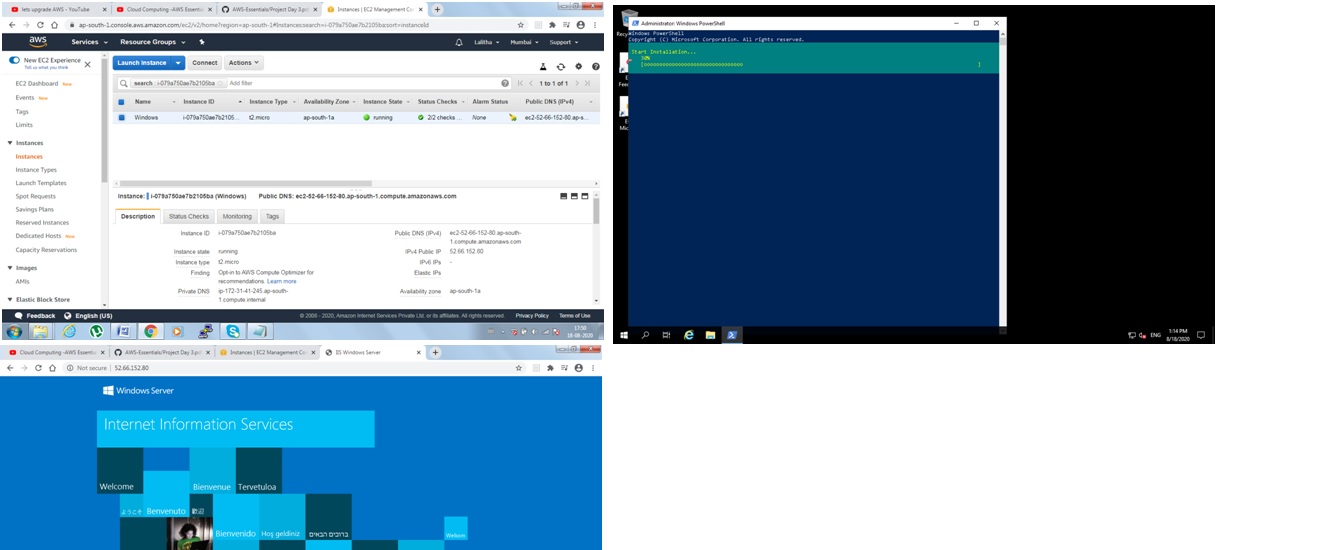 lets upgrade AWS - YouTube
Cloud Computing -AWS Essentia
AWS-Essentials/Project Day 3.pd
Instances | EC2 Management Co
ap-south-1.console.aws.amazon.com/ec2/v2/home?region=ap-south-1#Instances:search=i-079a750ae7b2105ba;sort=instanceId
aws Services Resource Groups Lalitha Mumbai Support
New EC2 Experience
Tell us what you think
EC2 Dashboard New
Events New
Tags
Limits
Instances
Instances
Instance Types
Launch Templates
Spot Requests
Savings Plans
Reserved Instances
Dedicated Hosts New
Capacity Reservations
Images
AMIs
Elastic Block Store
Launch Instance Connect Actions
search : i-079a750ae7b2105ba Add filter 1 to 1 of 1
Name Instance ID Instance Type Availability Zone Instance State Status Checks Alarm Status Public DNS (IPv4)
Windows i-079a750ae7b2105... t2.micro ap-south-1a running 2/2 checks ... None ec2-52-66-152-80.ap-s...
Instance: i-079a750ae7b2105ba (Windows) Public DNS: ec2-52-66-152-80.ap-south-1.compute.amazonaws.com
Description Status Checks Monitoring Tags
Instance ID i-079a750ae7b2105ba Public DNS (IPv4) ec2-52-66-152-80.ap-south-
1.compute.amazonaws.com
Instance state running IPv4 Public IP 52.66.152.80
Instance type t2.micro IPv6 IPs -
Finding Opt-in to AWS Compute Optimizer for Elastic IPs
recommendations. Learn more
Private DNS ip-172-31-41-245.ap-south- Availability zone ap-south-1a
1.compute.internal
Feedback English (US) © 2008 - 2020, Amazon Internet Services Private Ltd. or its affiliates. All rights reserved. Privacy Policy Terms of Use
17:50
18-08-2020
Administrator: Windows PowerShell
Windows PowerShell
Copyright (C) Microsoft Corporation. All rights reserved.
Start Installation...
50%
[oooooooooooooooooooooooooooooooooo ]
Recy
E
Fee
E
Mic
ENG 1:14 PM
8/18/2020
Cloud Computing -AWS Essentia
AWS-Essentials/Project Day 3.pd
Instances | EC2 Management Co
IIS Windows Server
Not secure | 52.66.152.80
Windows Server
Internet Information Services
Welcome
Bienvenue
Tervetuloa
ようこそ
Benvenuto
歓迎
Bienvenido
Hoş geldiniz
ברוכים הבאים
Welkom